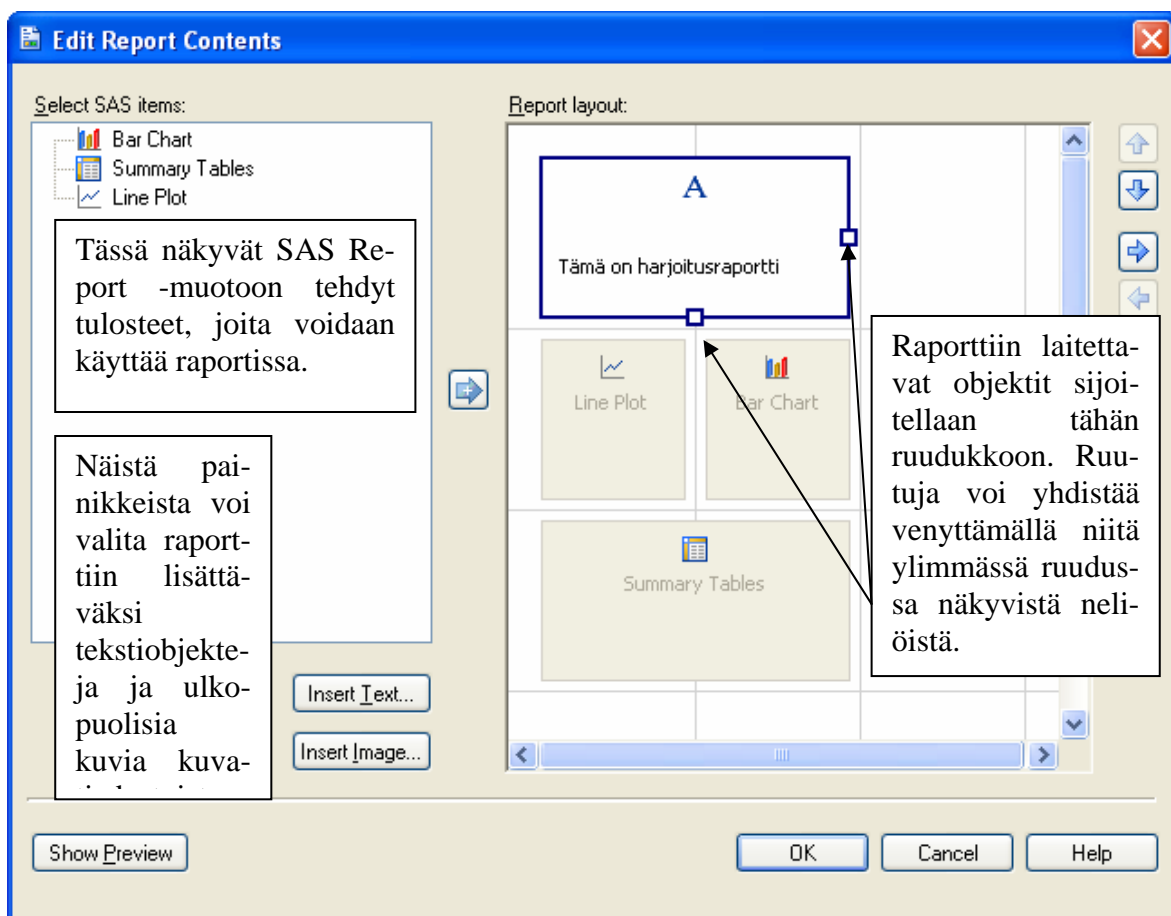 Edit Report Contents
Select SAS items:
Bar Chart
Summary Tables
Line Plot
Tässä näkyvät SAS Re-
port -muotoon tehdyt
tulosteet, joita voidaan
käyttää raportissa.
Näistä pai-
nikkeista voi
valita raport-
tiin lisättä-
väksi
tekstiobjekte-
ja ja ulko-
puolisia
kuvia kuva-
Insert Text...
Insert Image...
Report layout:
A
Tämä on harjoitusraportti
Line Plot
Bar Chart
Summary Tables
Raporttiin laitetta-
vat objektit sijoi-
tellaan tähän
ruudukkoon. Ruu-
tuja voi yhdistää
venyttämällä niitä
ylimmässä ruudus-
sa näkyvistä neli-
öistä.
Show Preview
OK
Cancel
Help